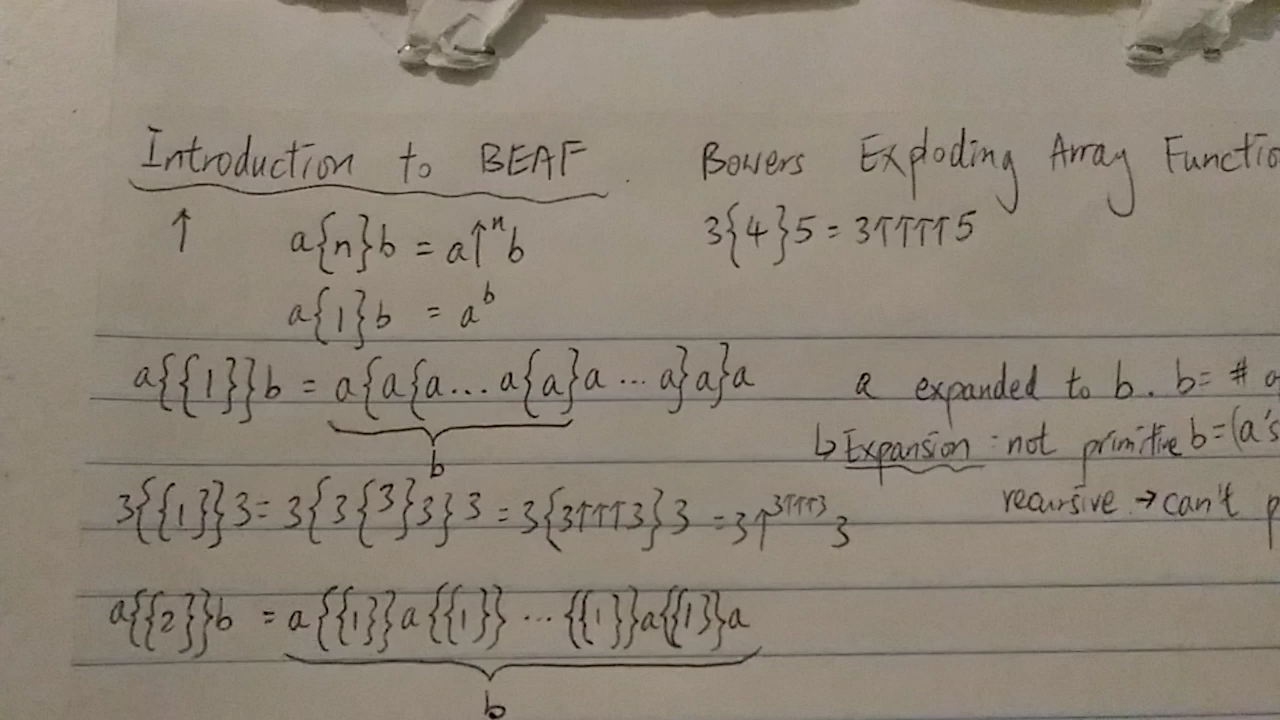 Introduction to BEAF. Bowers Exploding Array Functio
↑ a{n}b = a↑ⁿb 3{4}5 = 3↑↑↑↑5
a{1}b = aᵇ
a{{1}}b = a{a{a...a{a}a...a}a}a a expanded to b. b= # o
b
↳ Expansion : not primitive b=(a's
3{{1}}3= 3{3{3}3}3 = 3{3↑↑↑3}3 = 3↑^3↑↑↑3 3 recursive → can't p
a{{2}}b = a{{1}}a{{1}}...{{1}}a{{1}}a
b